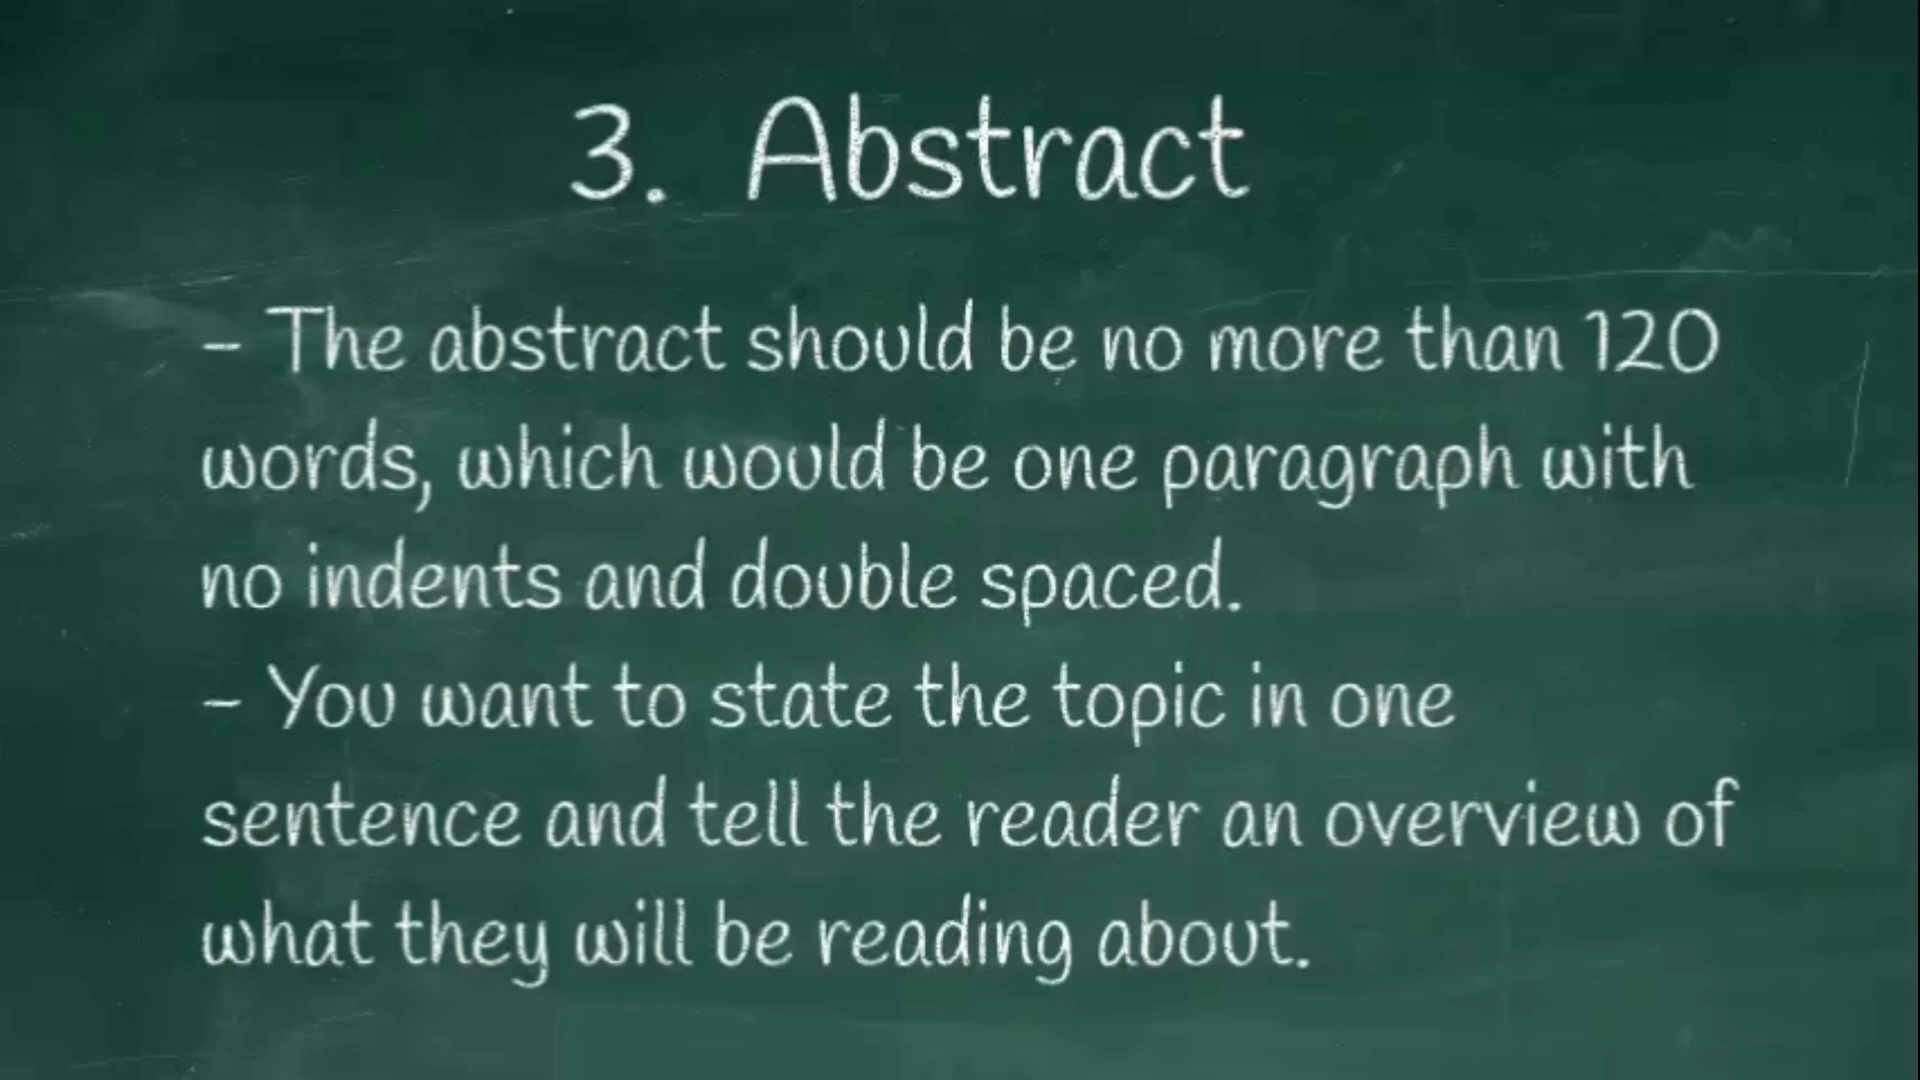 3. Abstract
- The abstract should be no more than 120
words, which would be one paragraph with
no indents and double spaced.
- You want to state the topic in one
sentence and tell the reader an overview of
what they will be reading about.